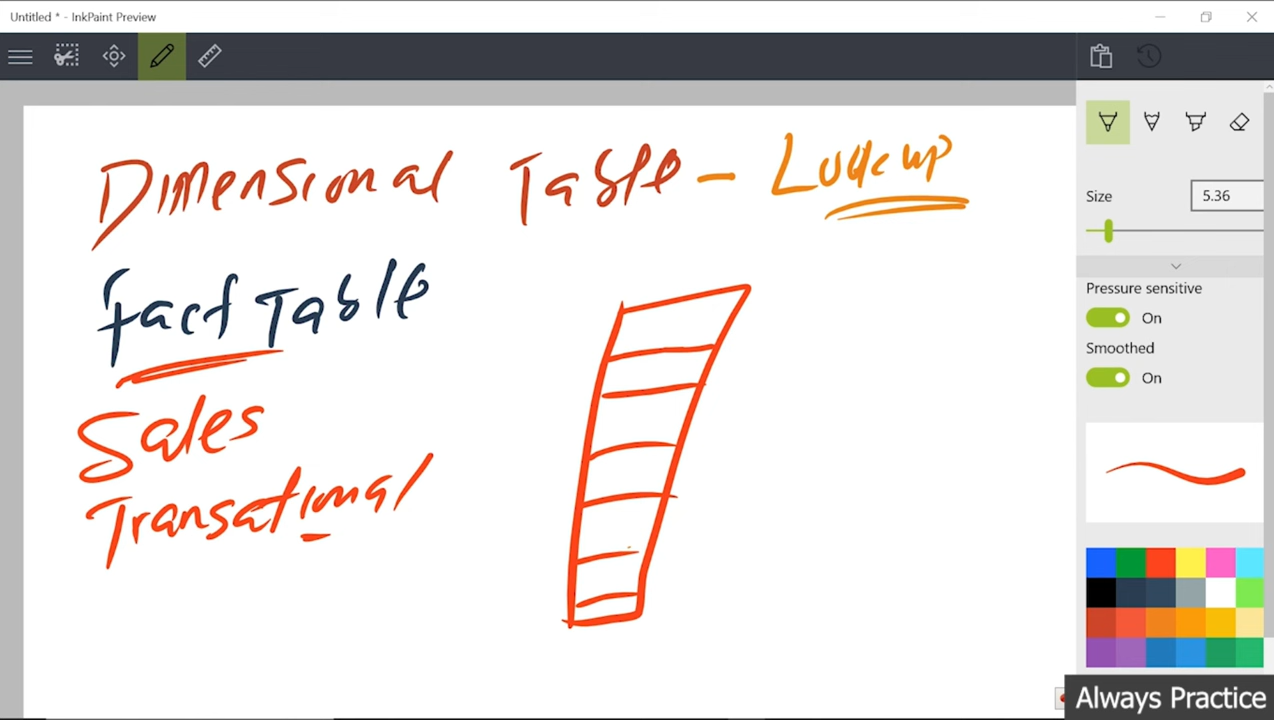 Untitled * - InkPaint Preview
Dimensional Table - Lookup
Fact Table
Sales
Transational
Size
5.36
Pressure sensitive
On
Smoothed
On
Always Practice